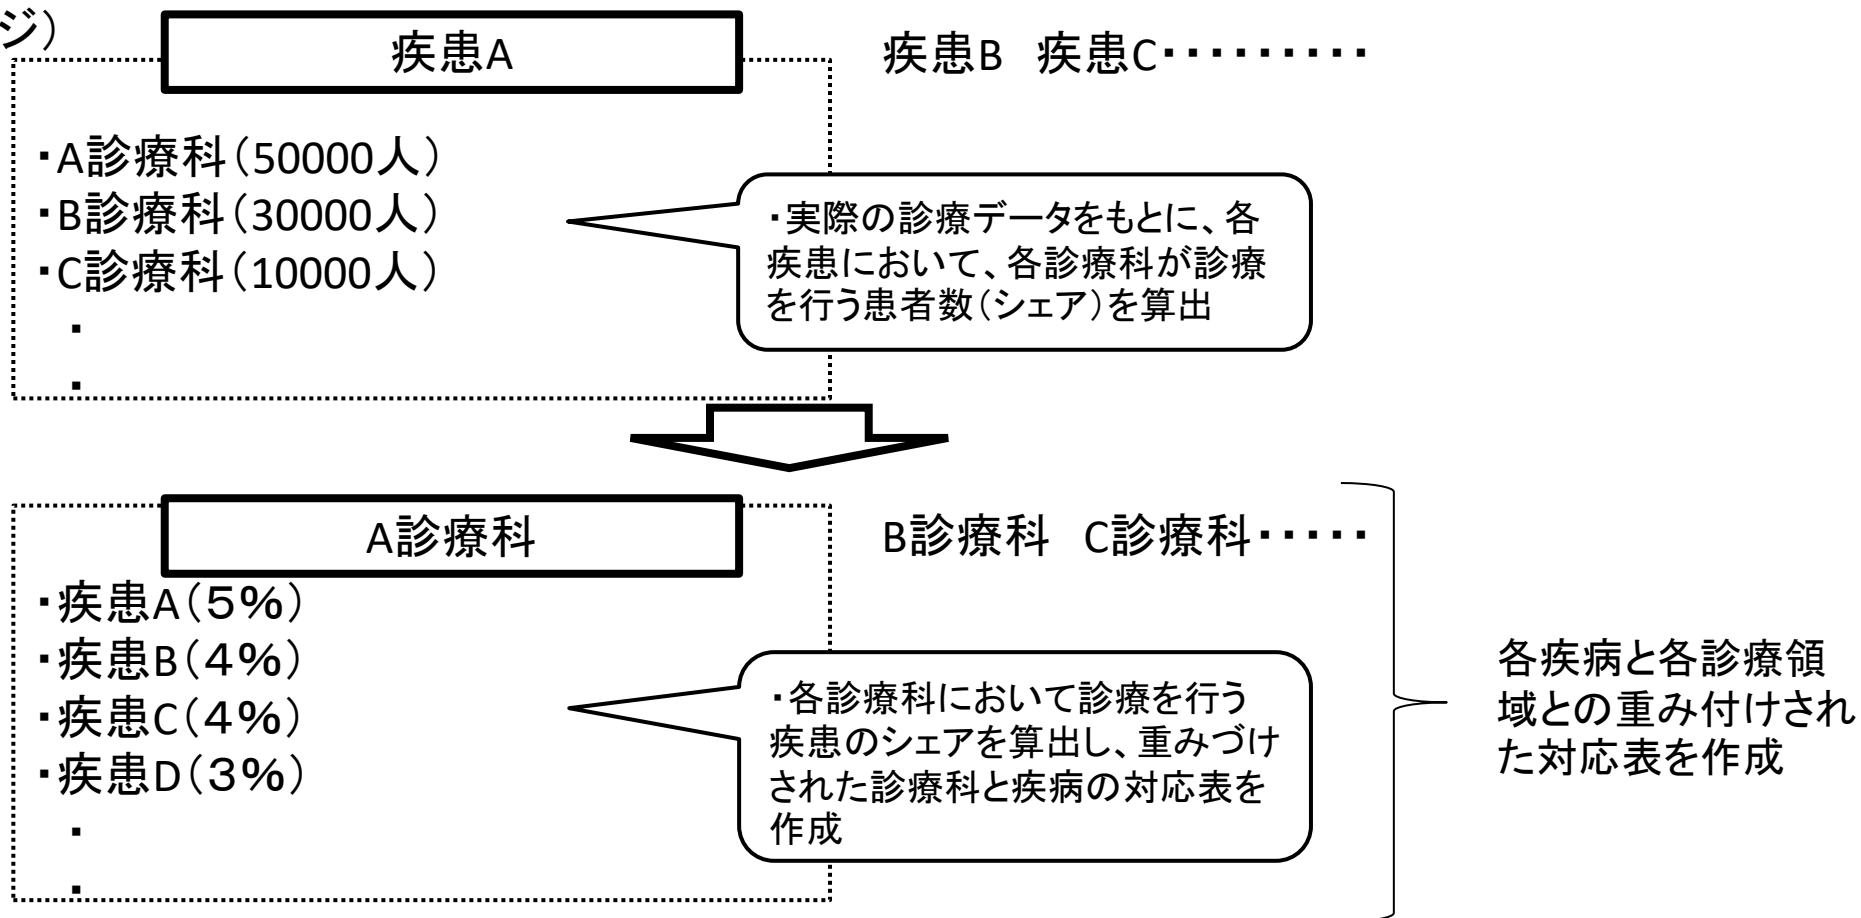 ジ）
疾患A
疾患B　疾患C・・・・・・・・・
・A診療科（50000人）
・B診療科（30000人）
・C診療科（10000人）
・
・
・実際の診療データをもとに、各
疾患において、各診療科が診療
を行う患者数（シェア）を算出
A診療科
B診療科　C診療科・・・・・
・疾患A（５％）
・疾患B（４％）
・疾患C（４％）
・疾患D（３％）
・
・
・各診療科において診療を行う
疾患のシェアを算出し、重みづけ
された診療科と疾病の対応表を
作成
各疾病と各診療領
域との重み付けされ
た対応表を作成